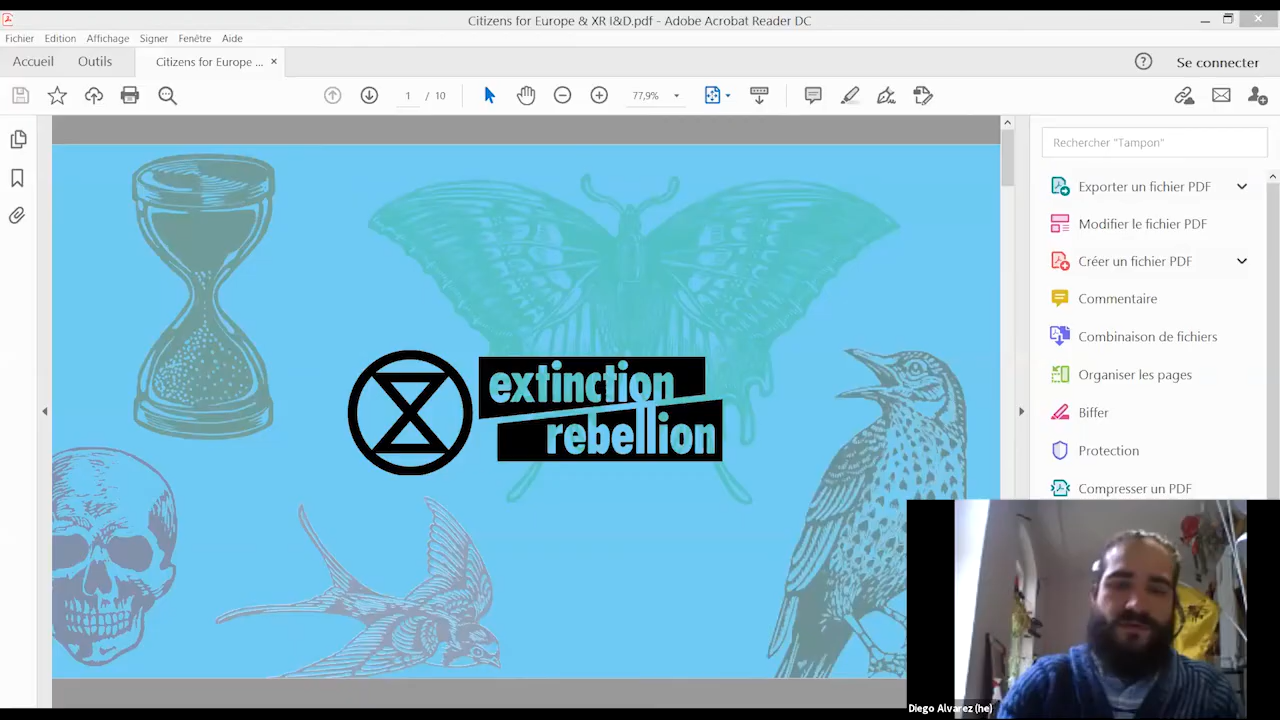 Citizens for Europe & XR I&D.pdf - Adobe Acrobat Reader DC
Fichier Edition Affichage Signer Fenêtre Aide
Accueil Outils Citizens for Europe ... × Se connecter
1 / 10 77,9%
Rechercher "Tampon"
Exporter un fichier PDF
Modifier le fichier PDF
Créer un fichier PDF
Commentaire
Combinaison de fichiers
Organiser les pages
Biffer
Protection
Compresser un PDF
extinction
rebellion
Diego Alvarez (he)